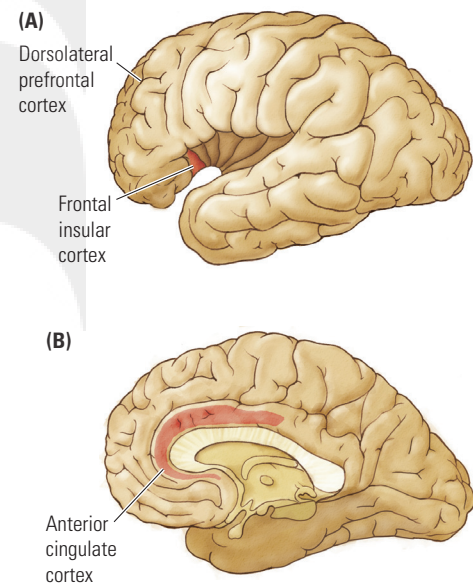 (A)
Dorsolateral
prefrontal
cortex
Frontal
insular
cortex
(B)
Anterior
cingulate
cortex